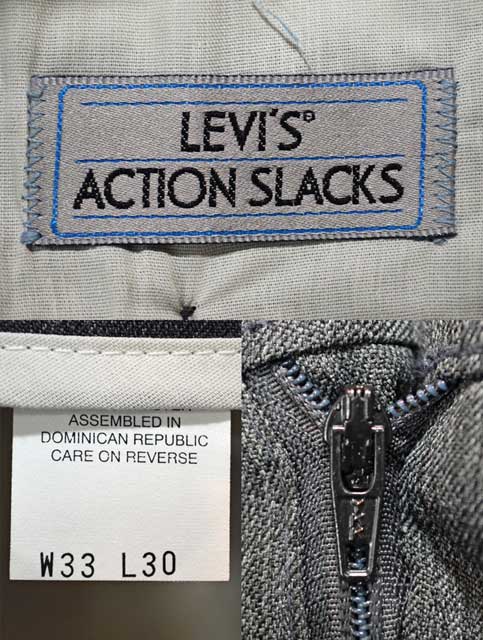 LEVI'S®
ACTION SLACKS
ASSEMBLED IN
DOMINICAN REPUBLIC
CARE ON REVERSE
W33 L30